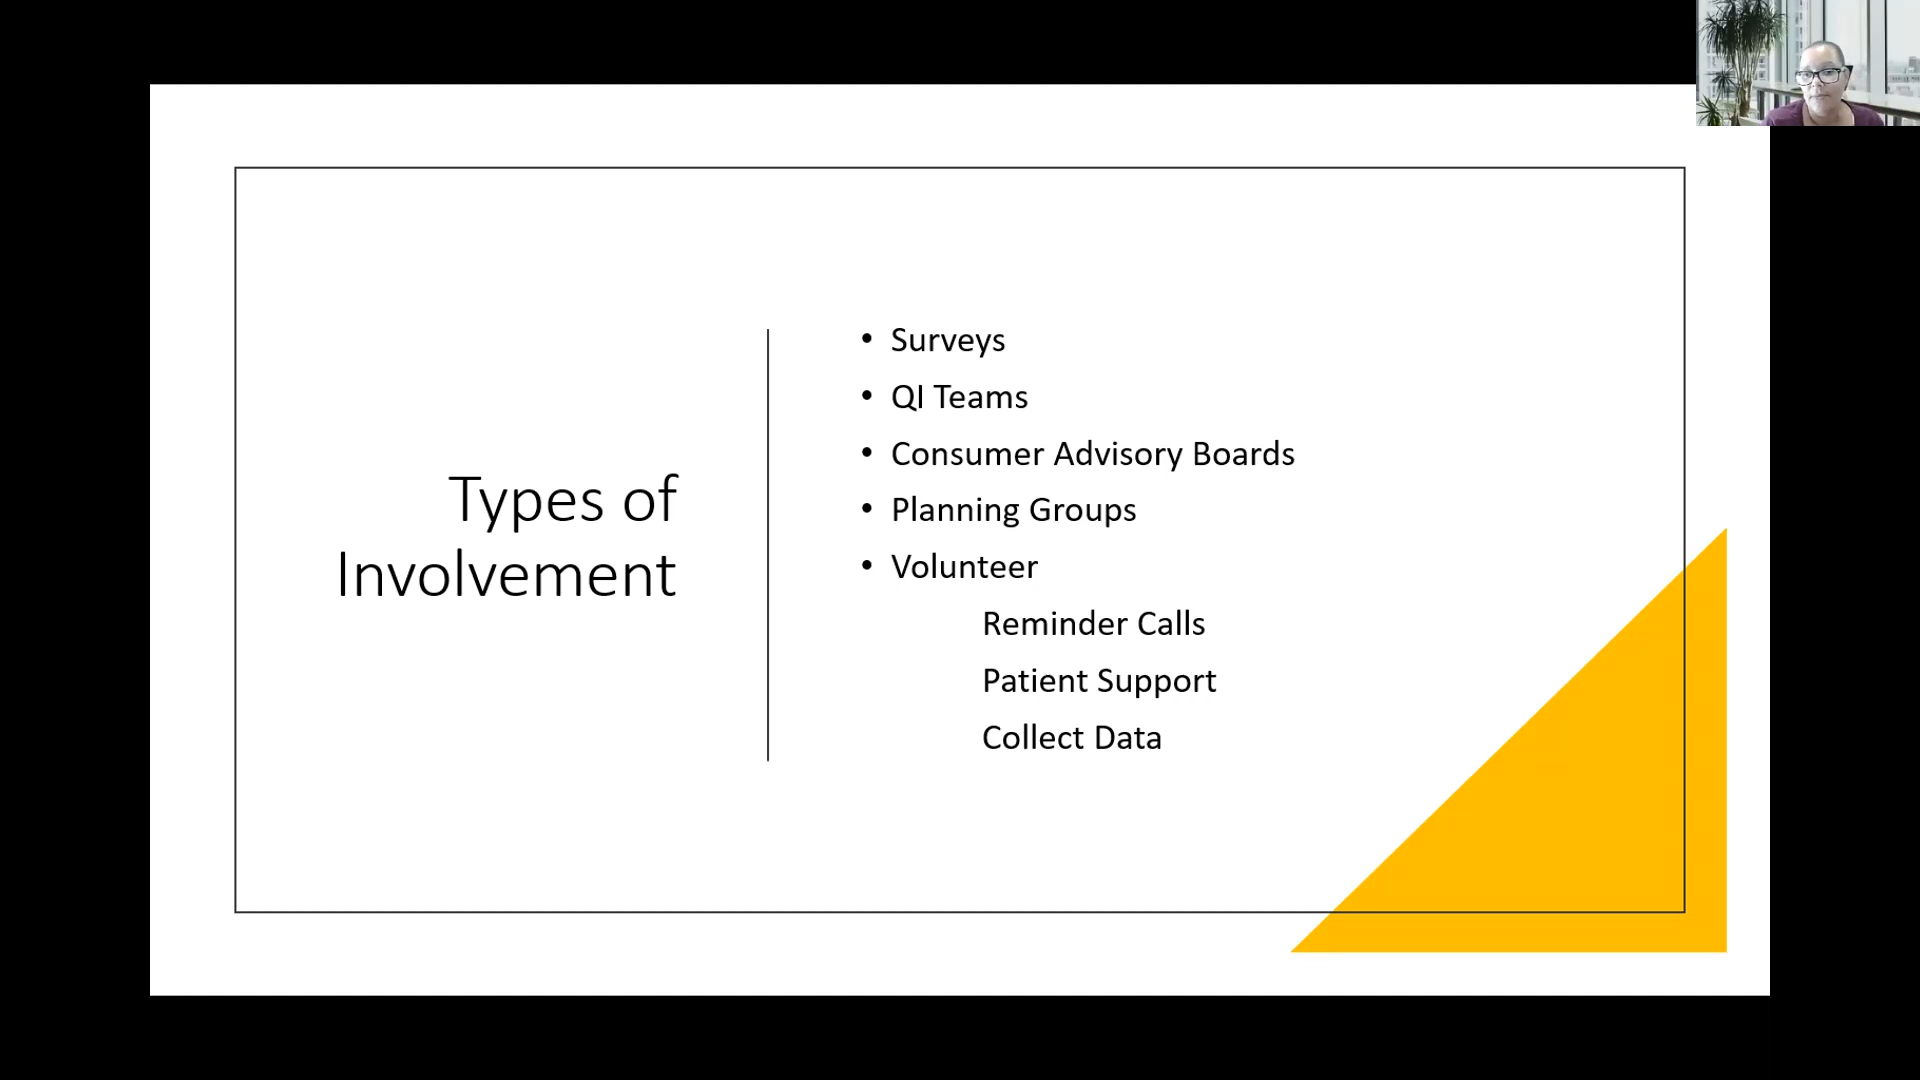 Types of
Involvement
• Surveys
• QI Teams
• Consumer Advisory Boards
• Planning Groups
• Volunteer
Reminder Calls
Patient Support
Collect Data